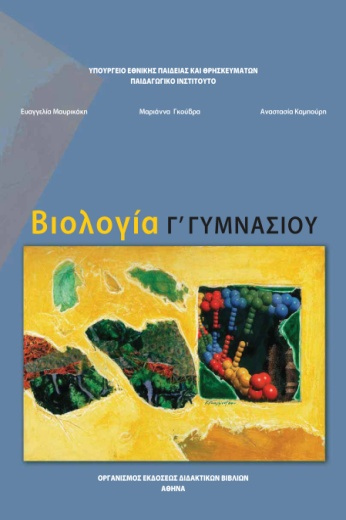 ΥΠΟΥΡΓΕΙΟ ΕΘΝΙΚΗΣ ΠΑΙΔΕΙΑΣ ΚΑΙ ΘΡΗΣΚΕΥΜΑΤΩΝ
ΠΑΙΔΑΓΩΓΙΚΟ ΙΝΣΤΙΤΟΥΤΟ
Ευαγγελία Μαυρικάκη Μαριάννα Γκούβρα Αναστασία Καμπούρη
Βιολογία Γ΄ ΓΥΜΝΑΣΙΟΥ
ΟΡΓΑΝΙΣΜΟΣ ΕΚΔΟΣΕΩΣ ΔΙΔΑΚΤΙΚΩΝ ΒΙΒΛΙΩΝ
ΑΘΗΝΑ